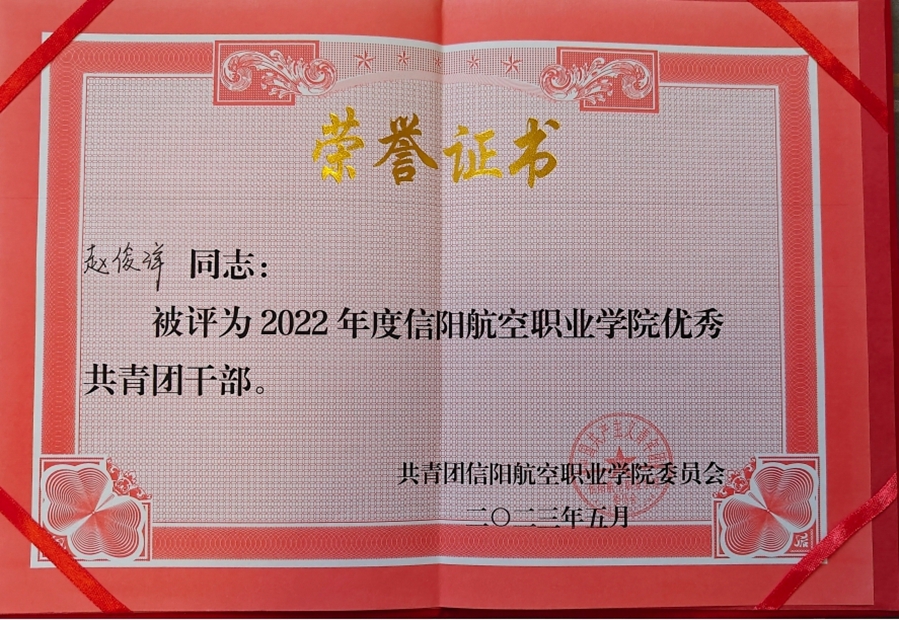 荣誉证书
赵俊祥 同志：
被评为2022年度信阳航空职业学院优秀
共青团干部。
共青团信阳航空职业学院委员会
二〇二三年五月